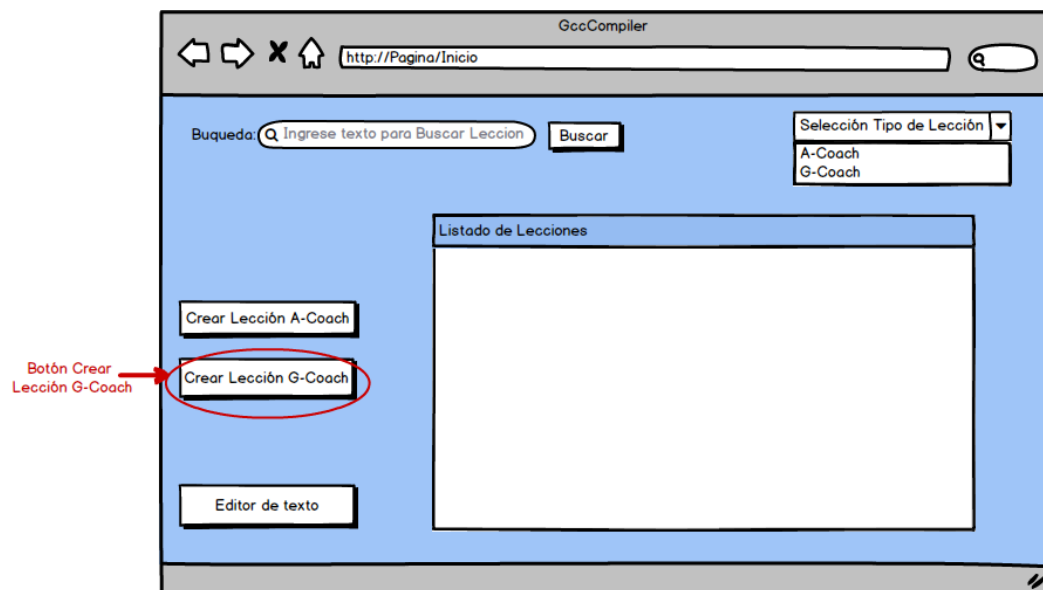 GccCompiler
http://Pagina/Inicio
Buqueda:
Ingrese texto para Buscar Leccion
Buscar
Selección Tipo de Lección
A-Coach
G-Coach
Listado de Lecciones
Crear Lección A-Coach
Botón Crear
Lección G-Coach
Crear Lección G-Coach
Editor de texto